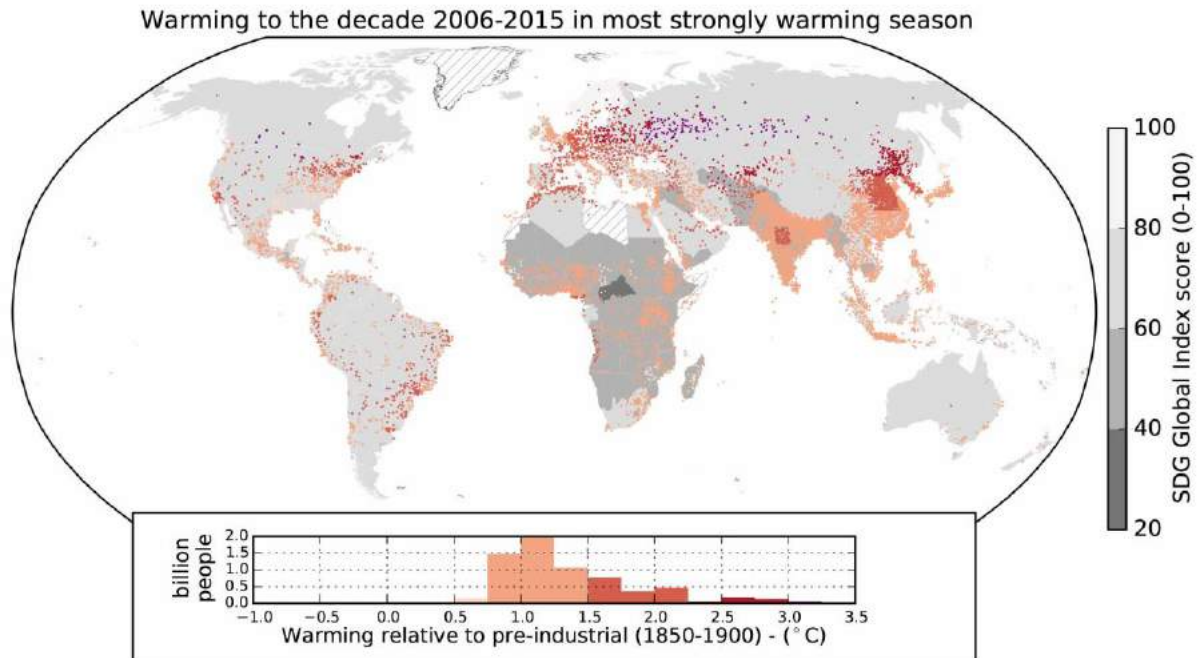 Warming to the decade 2006-2015 in most strongly warming season
100
80
60
40
20
SDG Global Index score (0-100)
billion
people
2.0
1.5
1.0
0.5
0.0
−1.0 −0.5 0.0 0.5 1.0 1.5 2.0 2.5 3.0 3.5
Warming relative to pre-industrial (1850-1900) - (°C)